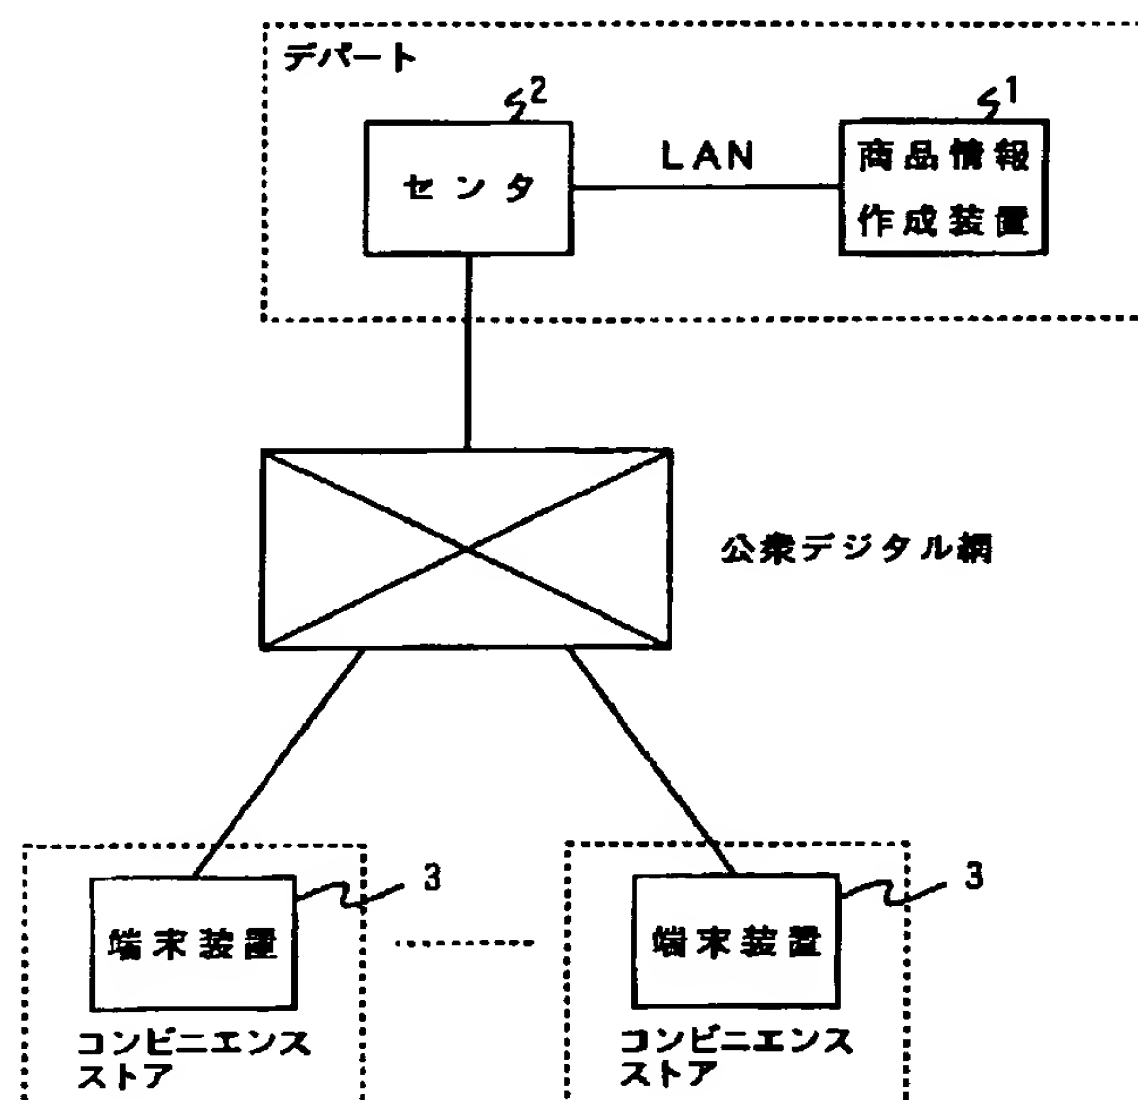 デパート
2
1
センタ
LAN
商品情報
作成装置
公衆デジタル網
3
3
端末装置
端末装置
コンビニエンス
ストア
コンビニエンス
ストア